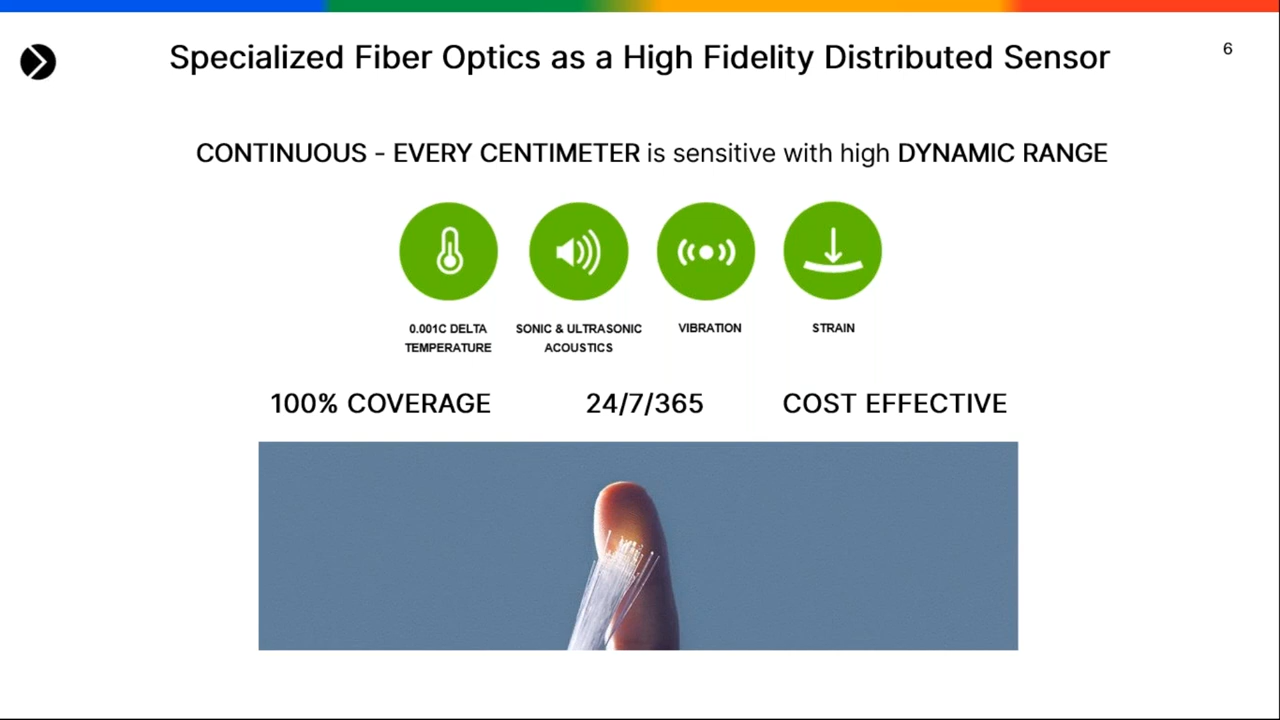 Specialized Fiber Optics as a High Fidelity Distributed Sensor
6
CONTINUOUS - EVERY CENTIMETER is sensitive with high DYNAMIC RANGE
0.001C DELTA
TEMPERATURE
SONIC & ULTRASONIC
ACOUSTICS
VIBRATION
STRAIN
100% COVERAGE
24/7/365
COST EFFECTIVE